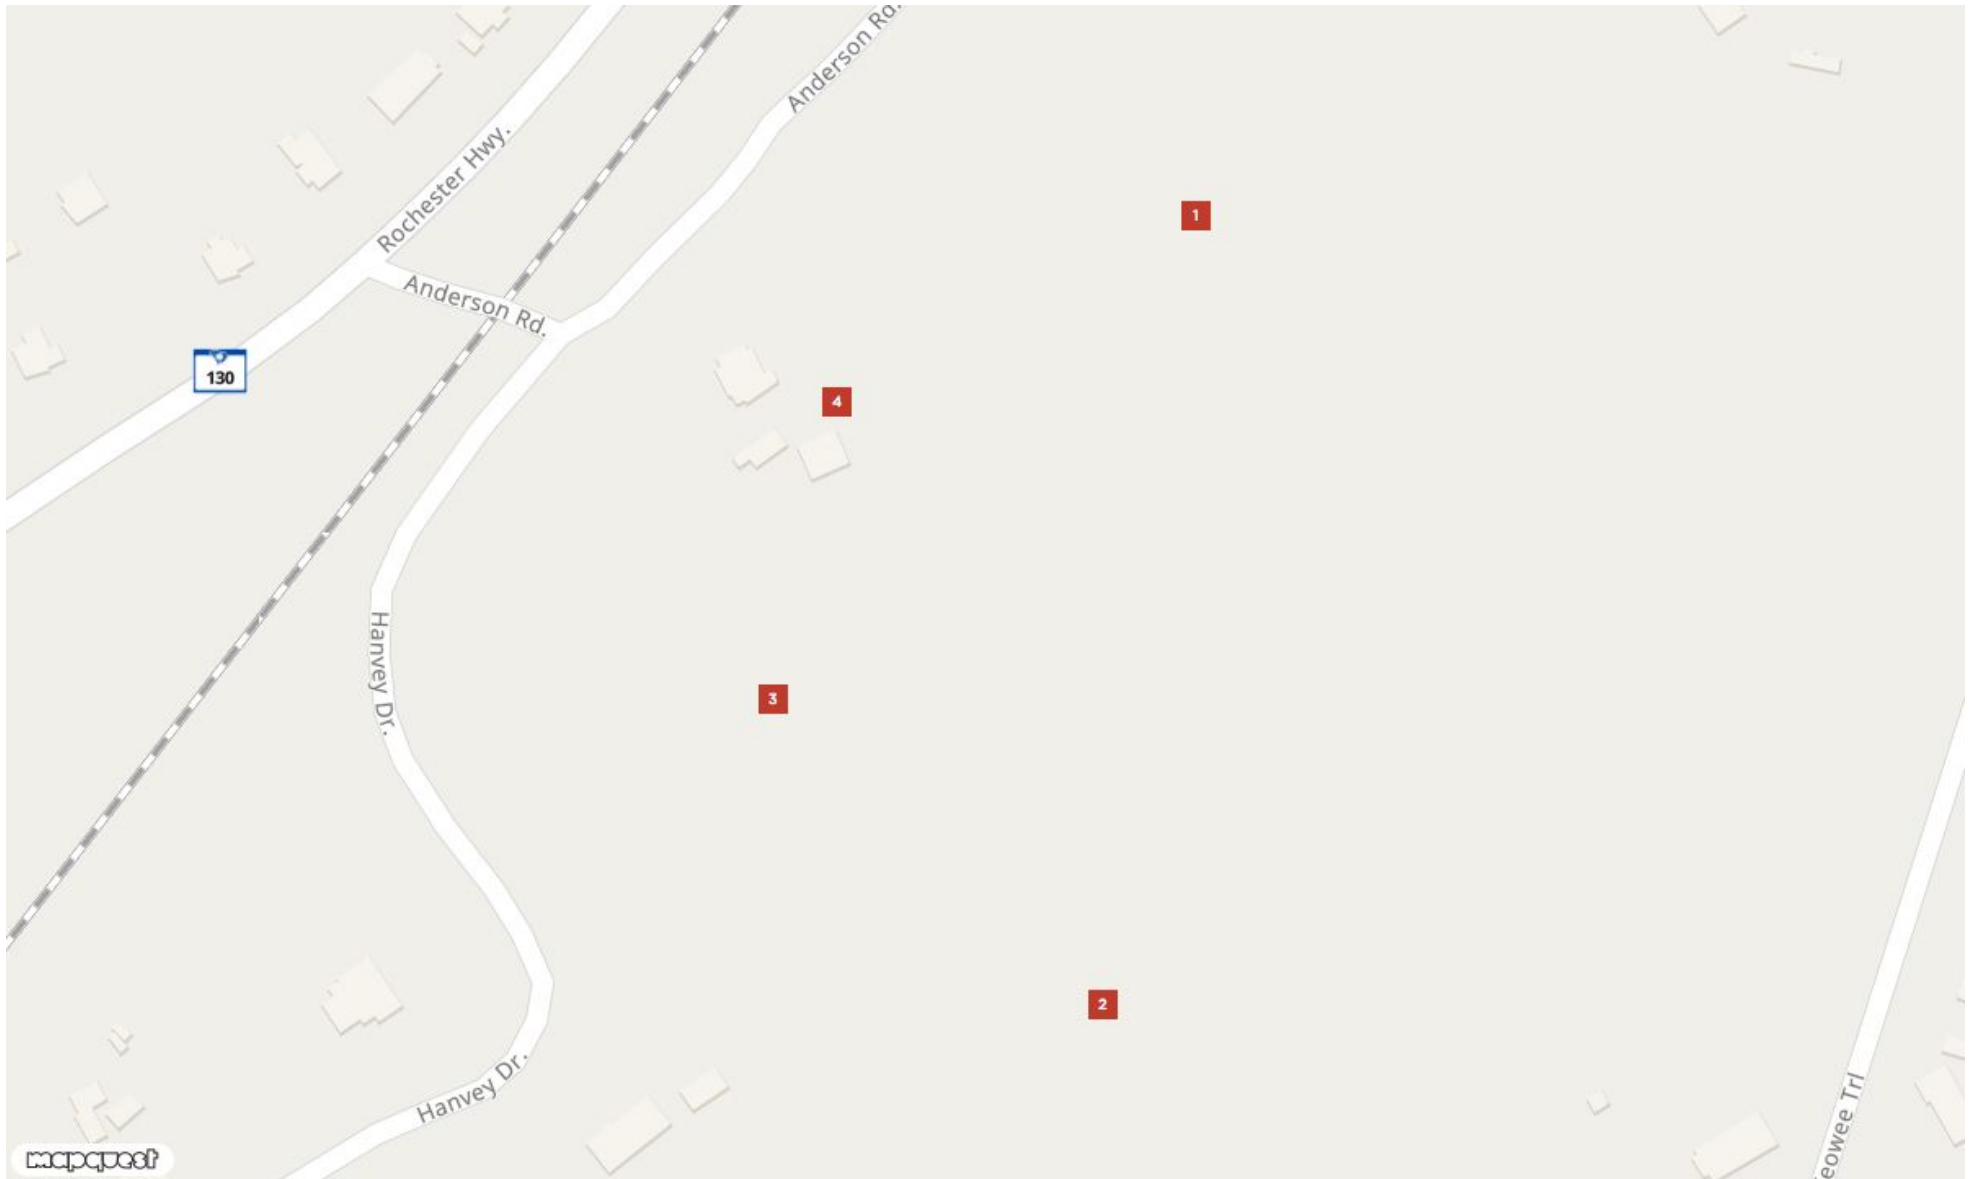 Anderson Rd.
Rochester Hwy.
1
Anderson Rd.
130
4
Hanvey Dr.
3
2
Hanvey Dr.
eowee Trl
mapquest